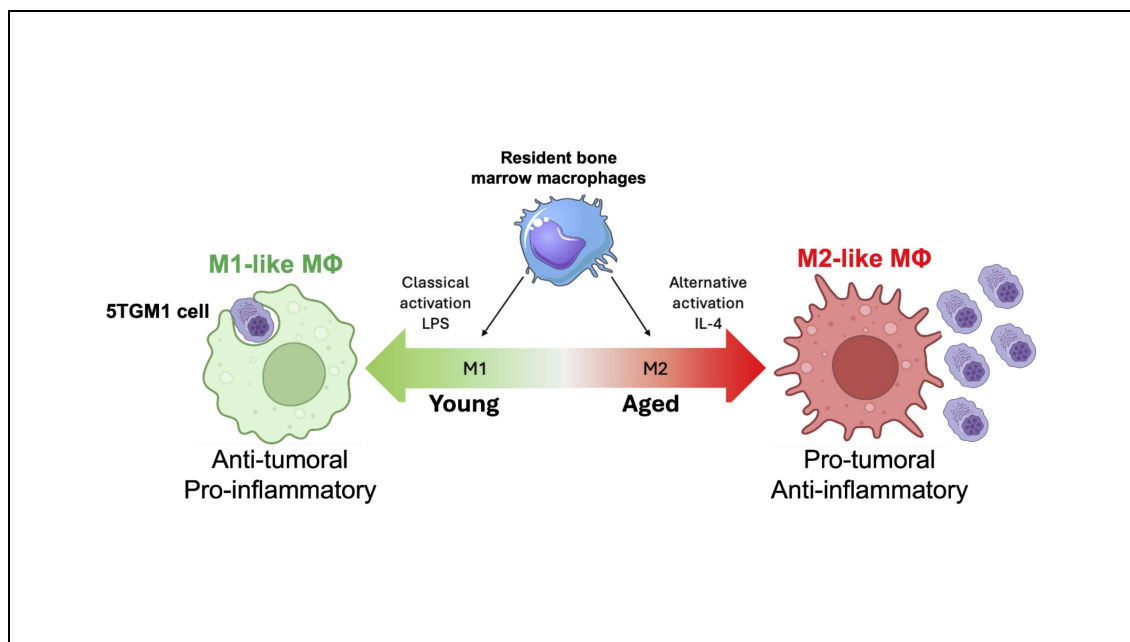 Resident bone
marrow macrophages
M1-like MΦ
M2-like MΦ
5TGM1 cell
Classical
activation
LPS
Alternative
activation
IL-4
M1
M2
Young
Aged
Anti-tumoral
Pro-inflammatory
Pro-tumoral
Anti-inflammatory